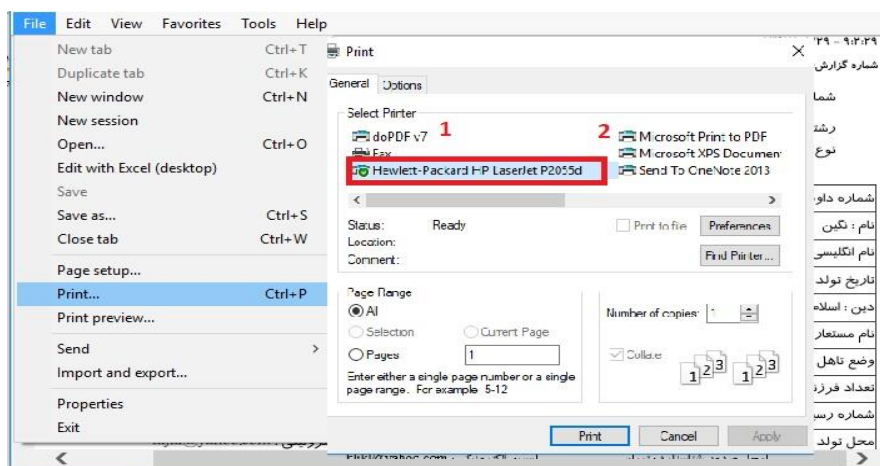 File Edit View Favorites Tools Help
New tab Ctrl+T
Duplicate tab Ctrl+K
New window Ctrl+N
New session
Open... Ctrl+O
Edit with Excel (desktop)
Save
Save as... Ctrl+S
Close tab Ctrl+W
Page setup...
Print... Ctrl+P
Print preview...
Send
Import and export...
Properties
Exit
Print
General Options
Select Printer
doPDF v7 1
Fax
Hewlett-Packard HP LaserJet P2055d
2 Microsoft Print to PDF
Microsoft XPS Documen
Send To OneNote 2013
Status: Ready
Location:
Comment:
Print to file Preferences
Find Printer...
Page Range
All
Selection Current Page
Pages 1
Enter either a single page number or a single
page range. For example 5-12
Number of copies: 1
Collate
1 2 3 1 2 3
Print Cancel Apply
شماره گزارش
شما
رشت
نوع
شماره داو
نام : نگین
نام انگلیسی
تاریخ تولد
دین : اسلا
نام مستعار
وضع تاهل
تعداد فرزن
شماره رس
محل تولد